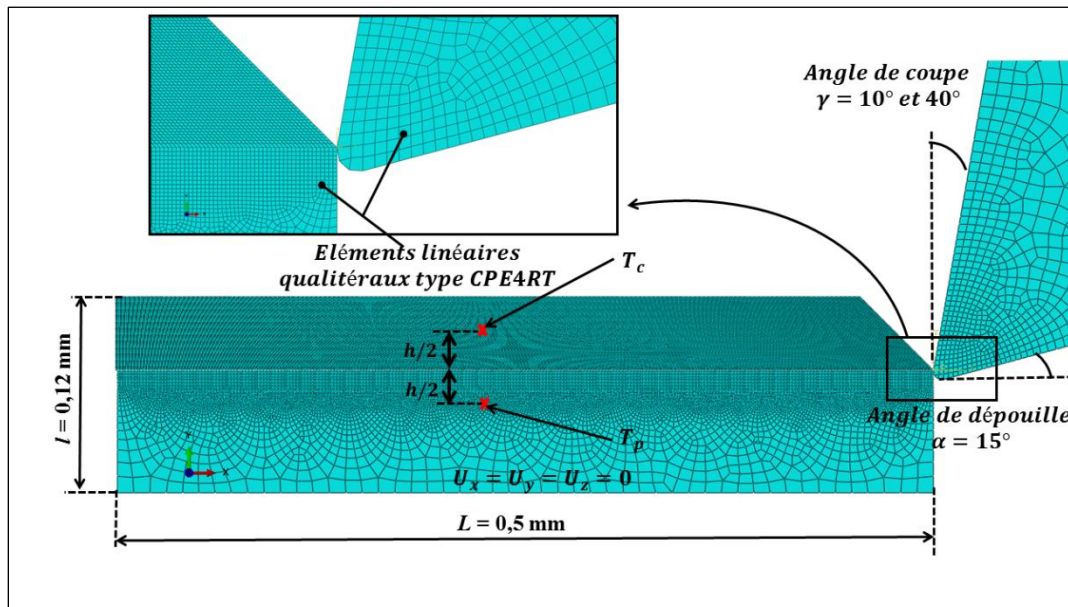 Angle de coupe
γ = 10° et 40°
Eléments linéaires
qualitéraux type CPE4RT
T_c
h/2
h/2
l = 0,12 mm
Angle de dépouille
α = 15°
T_p
Y
X
U_x = U_y = U_z = 0
L = 0,5 mm